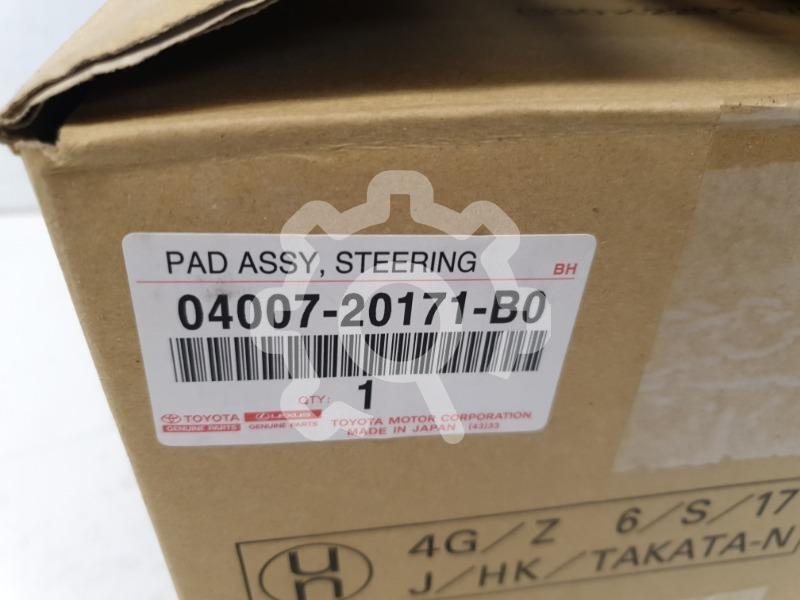 PAD ASSY, STEERING
BH
04007-20171-B0
QTY: 1
TOYOTA LEXUS TOYOTA MOTOR CORPORATION
GENUINE PARTS GENUINE PARTS MADE IN JAPAN (43)33
un 4G/Z 6/S/17
J/HK/TAKATA-N/